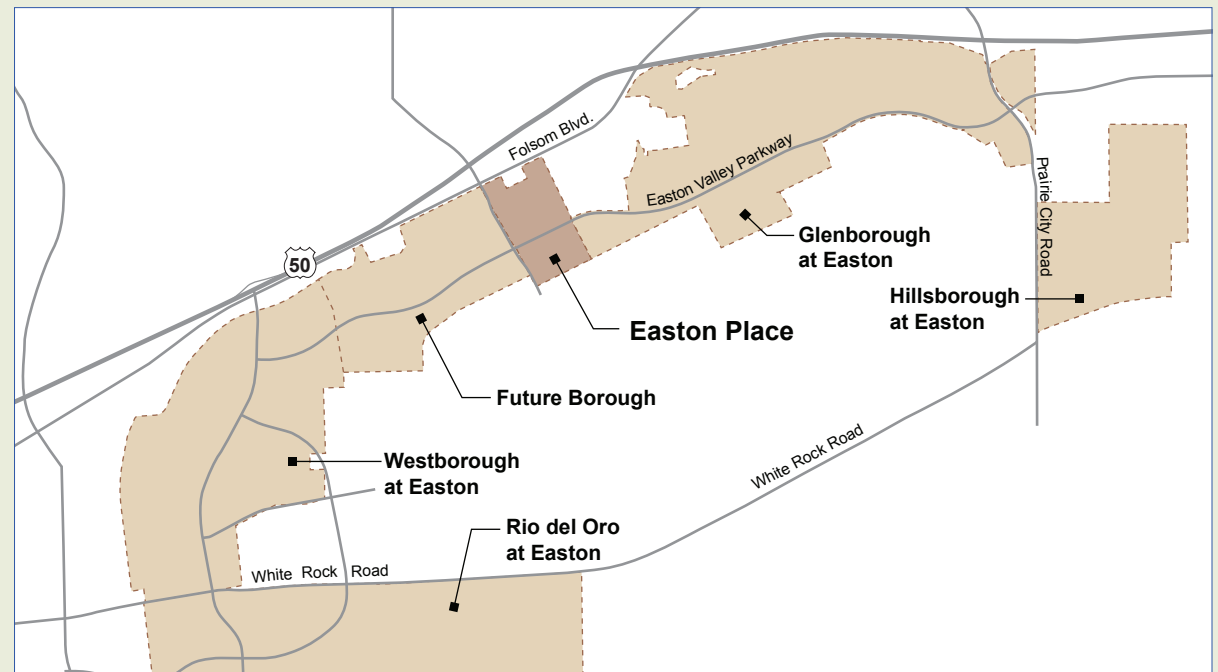 Folsom Blvd.
Easton Valley Parkway
Prairie City Road
50
Glenborough
at Easton
Hillsborough
at Easton
Easton Place
Future Borough
Westborough
at Easton
White Rock Road
Rio del Oro
at Easton
White Rock Road